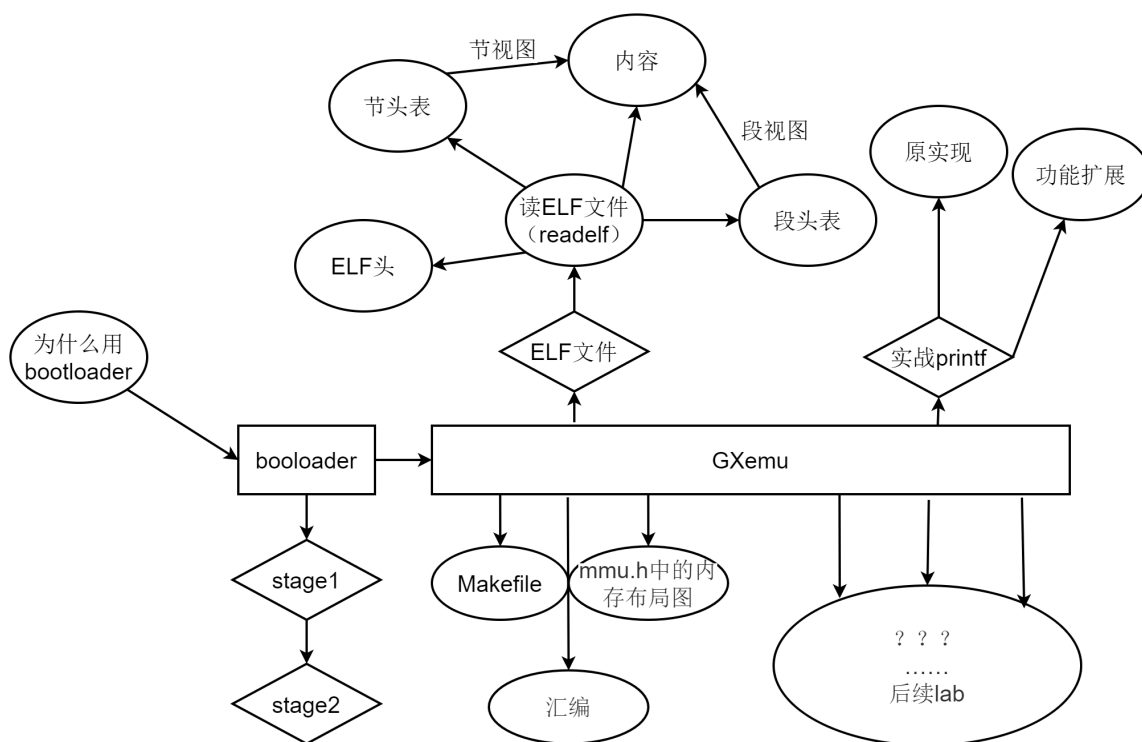 节视图
内容
节头表
段视图
原实现
功能扩展
读ELF文件
（readelf）
段头表
ELF头
为什么用
bootloader
ELF文件
实战printf
booloader
GXemu
stage1
Makefile
mmu.h中的内
存布局图
？？？
……
后续lab
stage2
汇编